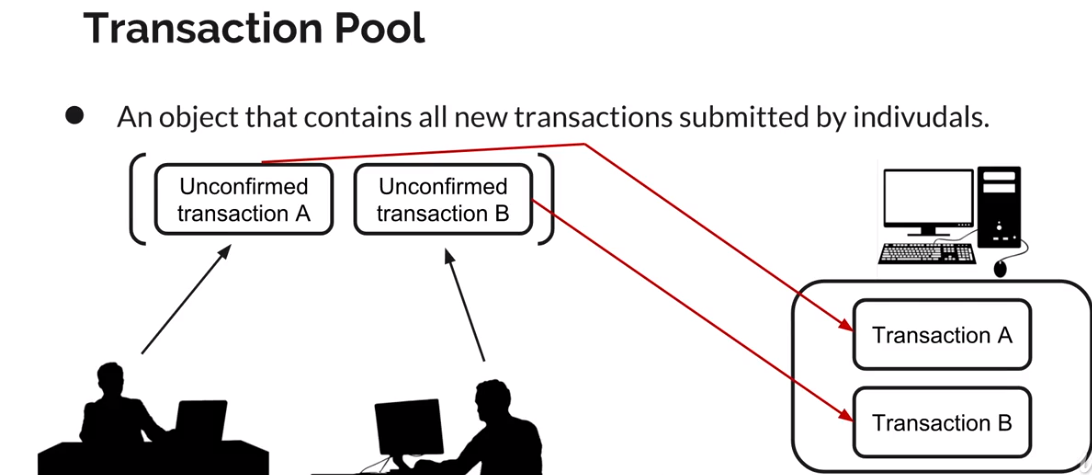 Transaction Pool
● An object that contains all new transactions submitted by indivudals.
Unconfirmed
transaction A
Unconfirmed
transaction B
Transaction A
Transaction B